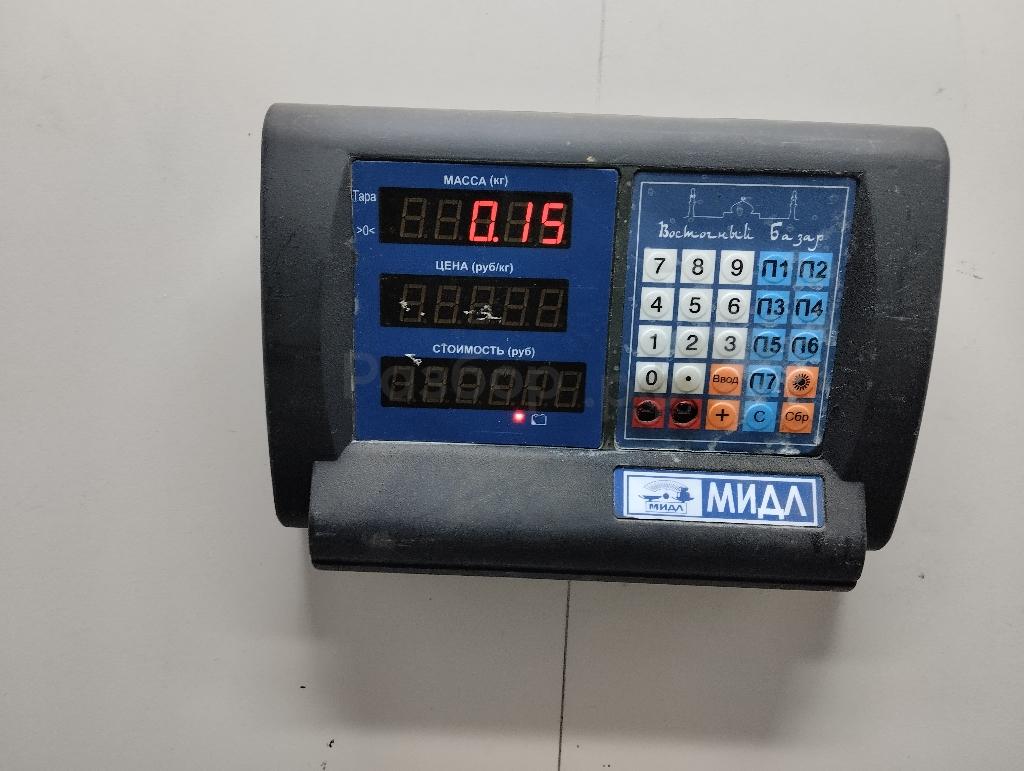 МАССА (кг)
Тара
0.15
>0<
ЦЕНА (руб/кг)
СТОИМОСТЬ (руб)
Восточный Базар
7 8 9 П1 П2
4 5 6 П3 П4
1 2 3 П5 П6
0 . Ввод П7
+ С Сбр
МИДЛ
МИДЛ